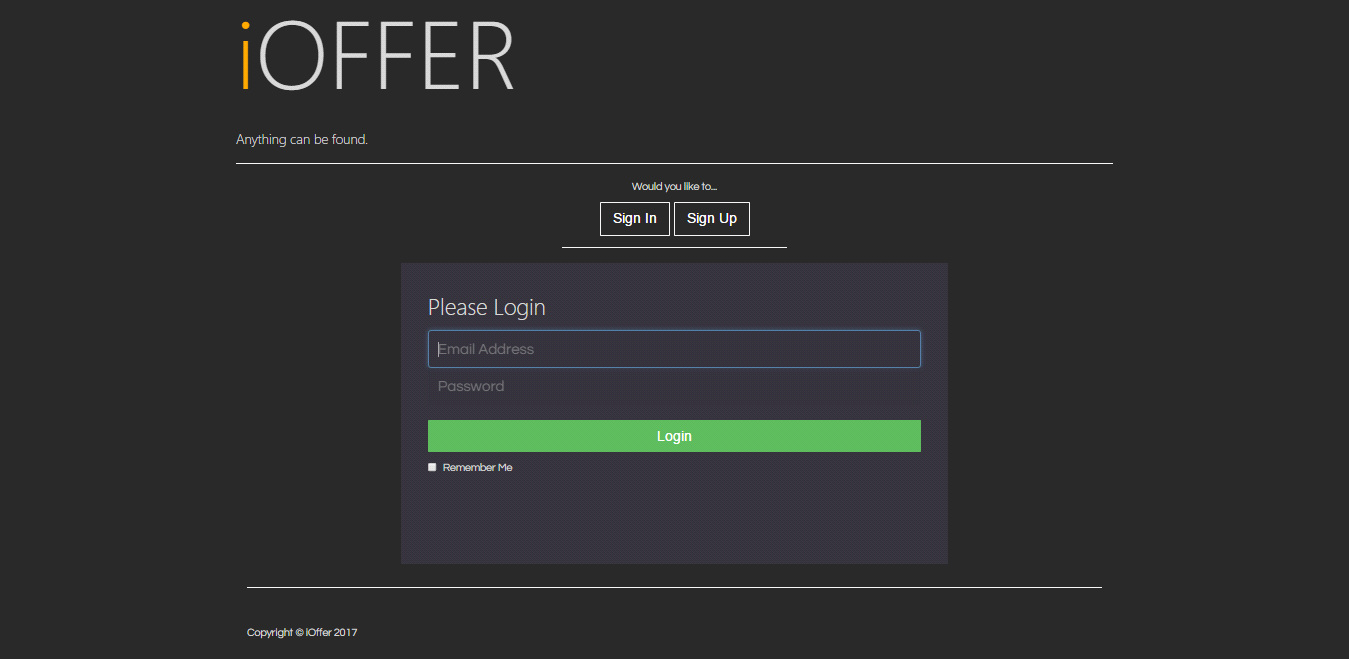 iOFFER
Anything can be found.
Would you like to...
Sign In Sign Up
Please Login
Email Address
Password
Login
Remember Me
Copyright © iOffer 2017